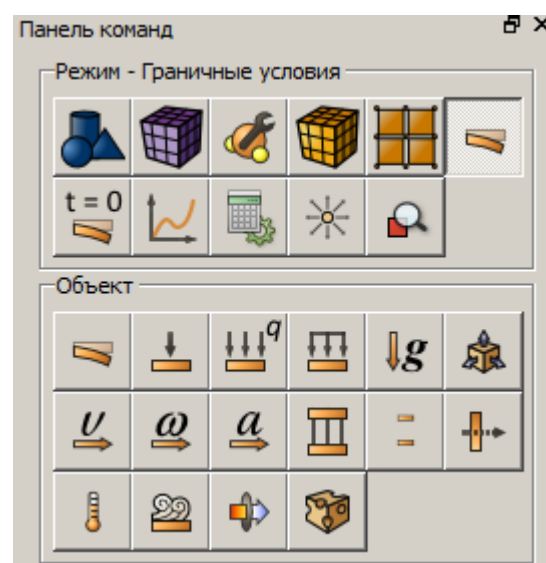 Панель команд
Режим - Граничные условия
t = 0
Объект
q
g
υ ω a